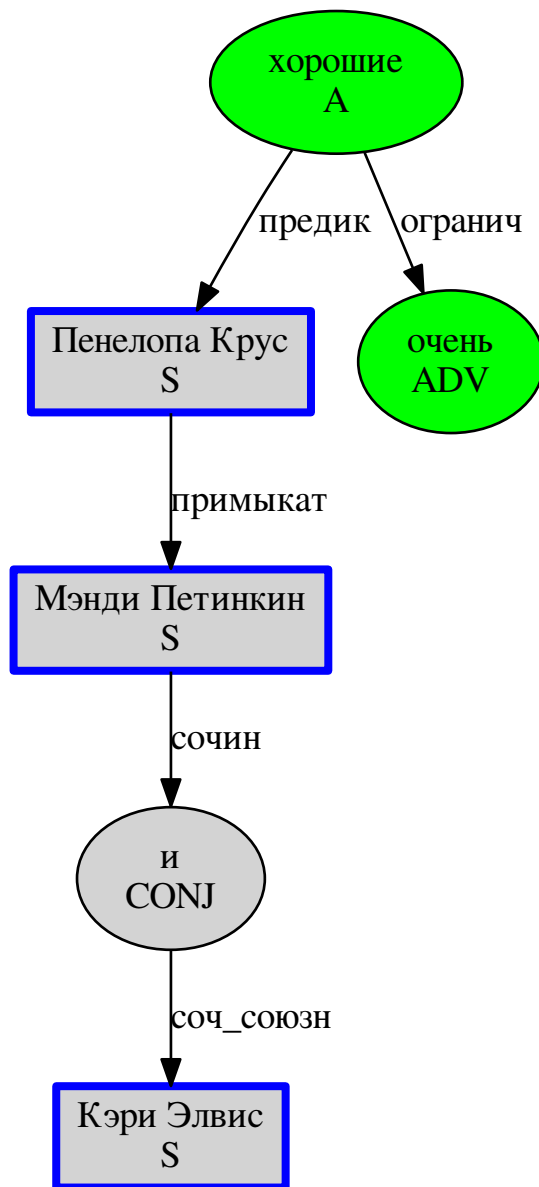 хорошие
A
предик
огранич
Пенелопа Крус
S
очень
ADV
примыкат
Мэнди Петинкин
S
сочин
и
CONJ
соч_союзн
Кэри Элвис
S